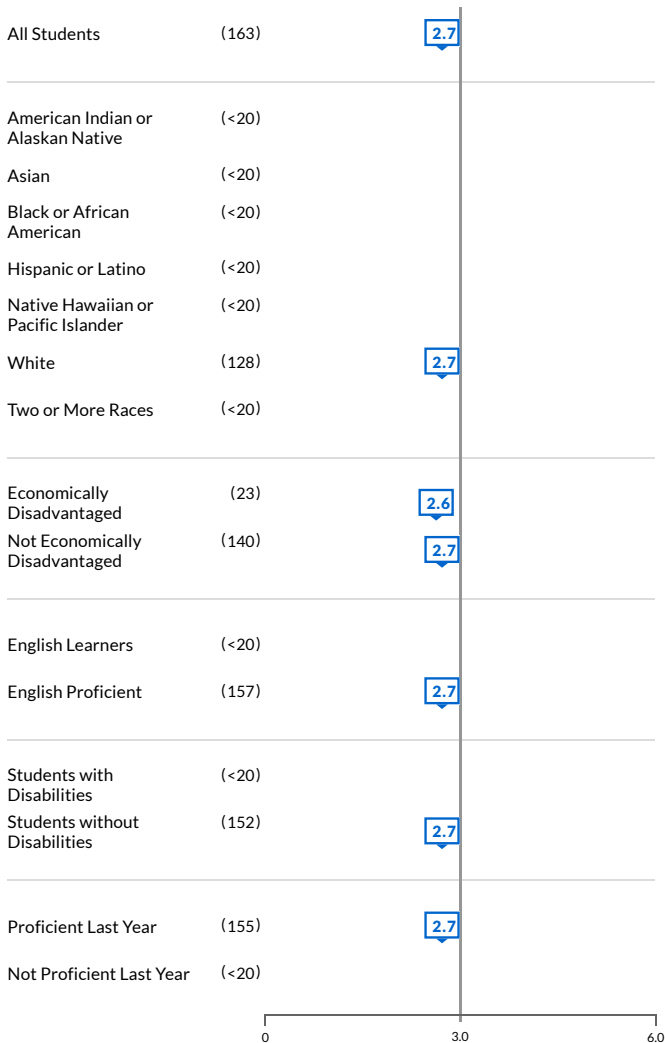 All Students (163) 2.7
American Indian or (<20)
Alaskan Native
Asian (<20)
Black or African (<20)
American
Hispanic or Latino (<20)
Native Hawaiian or (<20)
Pacific Islander
White (128) 2.7
Two or More Races (<20)
Economically (23) 2.6
Disadvantaged
Not Economically (140) 2.7
Disadvantaged
English Learners (<20)
English Proficient (157) 2.7
Students with (<20)
Disabilities
Students without (152) 2.7
Disabilities
Proficient Last Year (155) 2.7
Not Proficient Last Year (<20)
0 3.0 6.0